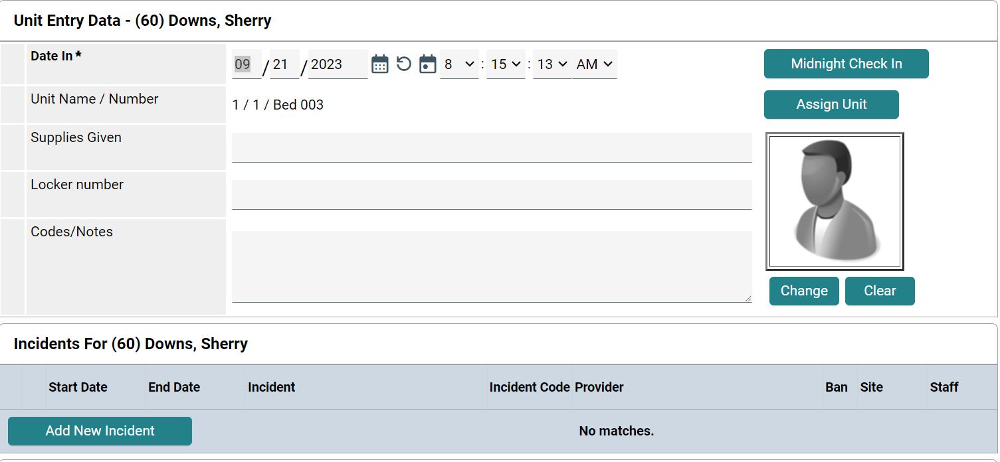 Unit Entry Data - (60) Downs, Sherry
Date In* 09 / 21 / 2023 8 : 15 : 13 AM Midnight Check In
Unit Name / Number 1 / 1 / Bed 003 Assign Unit
Supplies Given
Locker number
Codes/Notes
Change Clear
Incidents For (60) Downs, Sherry
Start Date End Date Incident Incident Code Provider Ban Site Staff
Add New Incident No matches.